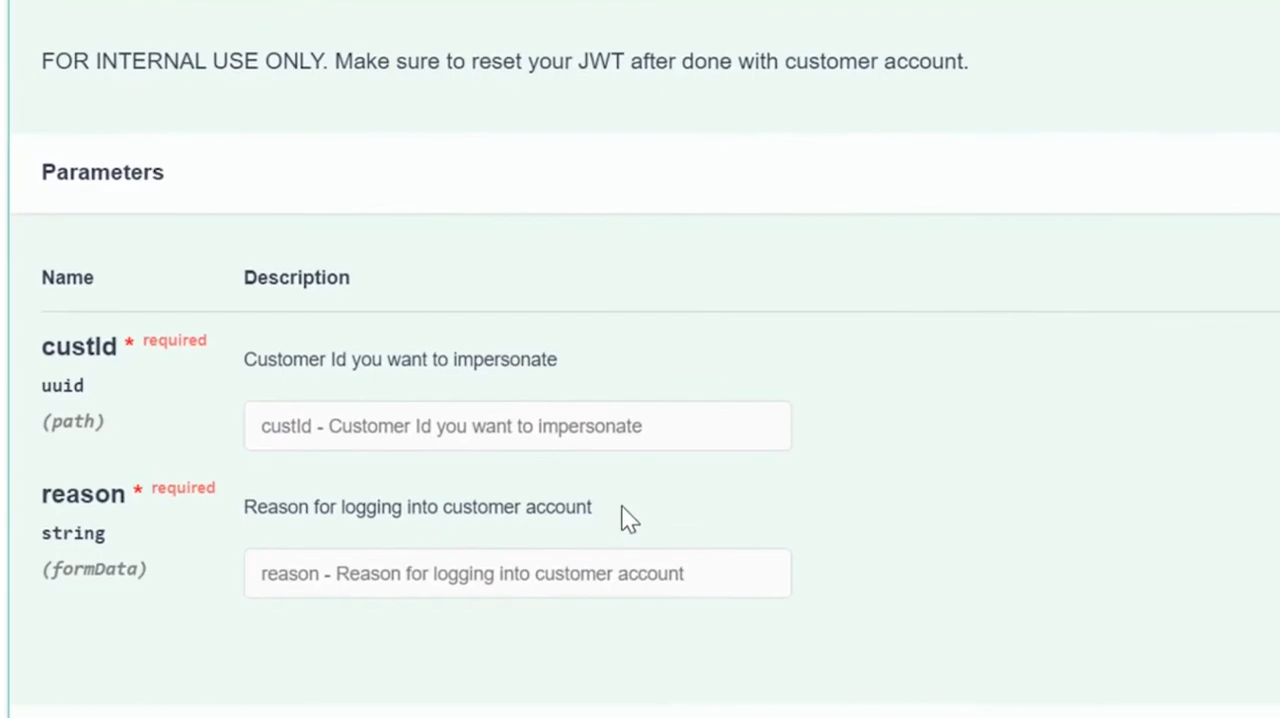 FOR INTERNAL USE ONLY. Make sure to reset your JWT after done with customer account.
Parameters
Name
Description
custId * required
uuid
(path)
Customer Id you want to impersonate
custId - Customer Id you want to impersonate
reason * required
string
(formData)
Reason for logging into customer account
reason - Reason for logging into customer account